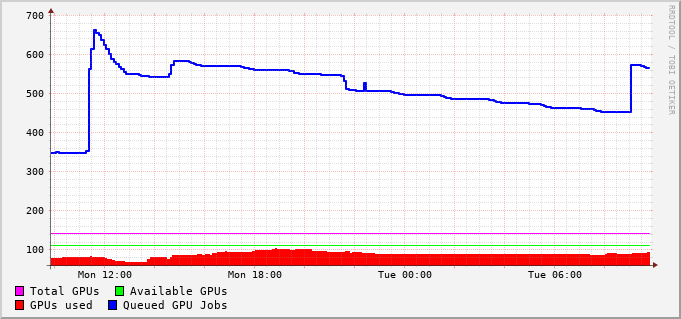 700
600
500
400
300
200
100
Mon 12:00 Mon 18:00 Tue 00:00 Tue 06:00
Total GPUs Available GPUs
GPUs used Queued GPU Jobs
RRDTOOL / TOBI OETIKER